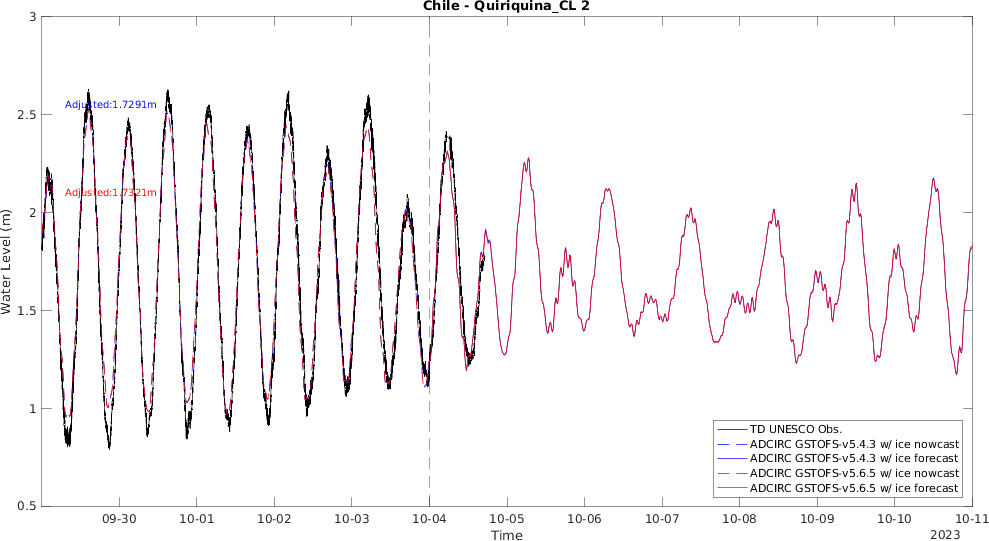 Chile - Quiriquina_CL 2
3
2.5
2
1.5
1
0.5
Water Level (m)
Adjusted:1.7291m
Adjusted:1.7321m
TD UNESCO Obs.
ADCIRC GSTOFS-v5.4.3 w/ ice nowcast
ADCIRC GSTOFS-v5.4.3 w/ ice forecast
ADCIRC GSTOFS-v5.6.5 w/ ice nowcast
ADCIRC GSTOFS-v5.6.5 w/ ice forecast
09-30 10-01 10-02 10-03 10-04 10-05 10-06 10-07 10-08 10-09 10-10 10-11
Time
2023